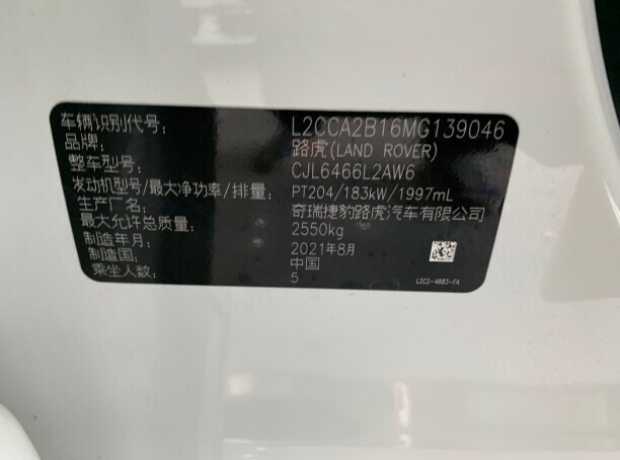 车辆识别代号: L2CCA2B16MG139046
品牌: 路虎(LAND ROVER)
整车型号: CJL6466L2AW6
发动机型号/最大净功率/排量: PT204/183kW/1997mL
生产厂名: 奇瑞捷豹路虎汽车有限公司
最大允许总质量: 2550kg
制造年月: 2021年8月
制造国: 中国
乘坐人数: 5
L2C2-4083-FA